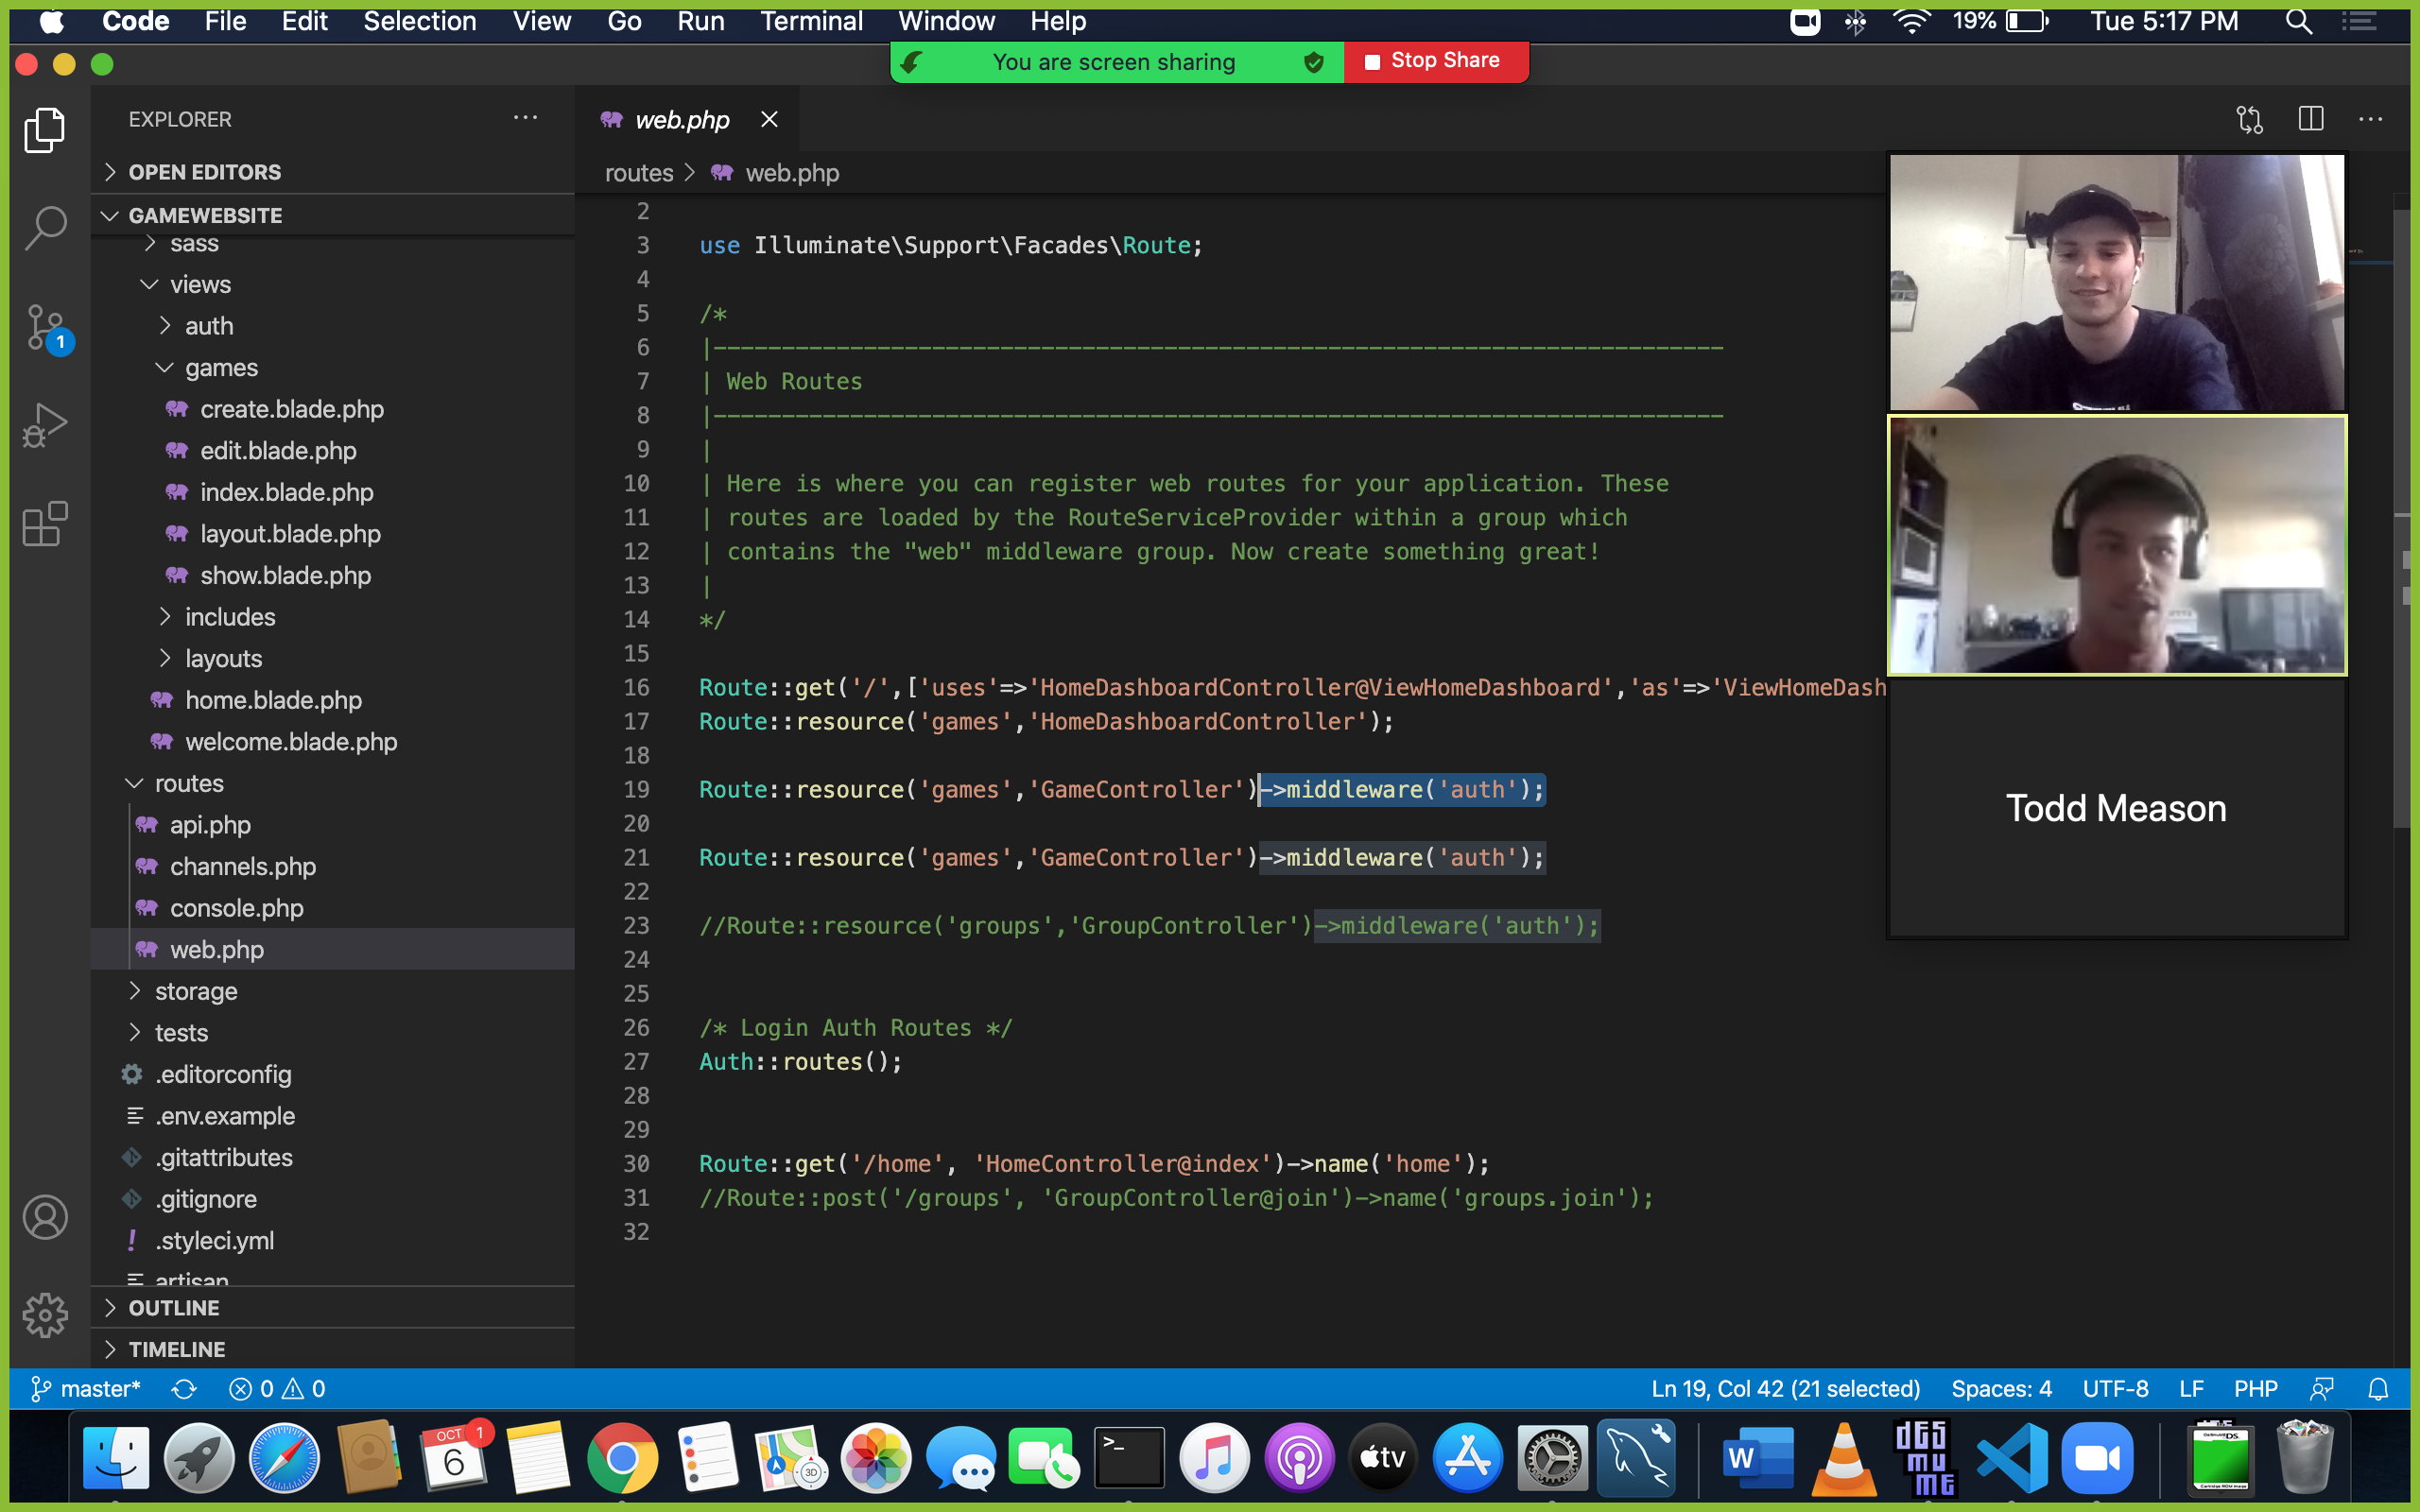 Code File Edit Selection View Go Run Terminal Window Help 19% Tue 5:17 PM
You are screen sharing Stop Share
EXPLORER
OPEN EDITORS
GAMEWEBSITE
sass
views
auth
games
create.blade.php
edit.blade.php
index.blade.php
layout.blade.php
show.blade.php
includes
layouts
home.blade.php
welcome.blade.php
routes
api.php
channels.php
console.php
web.php
storage
tests
.editorconfig
.env.example
.gitattributes
.gitignore
.styleci.yml
artisan
OUTLINE
TIMELINE
1
web.php
routes > web.php
2
3 use Illuminate\Support\Facades\Route;
4
5 /*
6 |--------------------------------------------------------------------------
7 | Web Routes
8 |--------------------------------------------------------------------------
9 |
10 | Here is where you can register web routes for your application. These
11 | routes are loaded by the RouteServiceProvider within a group which
12 | contains the "web" middleware group. Now create something great!
13 |
14 */
15
16 Route::get('/',['uses'=>'HomeDashboardController@ViewHomeDashboard','as'=>'ViewHomeDash
17 Route::resource('games','HomeDashboardController');
18
19 Route::resource('games','GameController')->middleware('auth');
20
21 Route::resource('games','GameController')->middleware('auth');
22
23 //Route::resource('groups','GroupController')->middleware('auth');
24
25
26 /* Login Auth Routes */
27 Auth::routes();
28
29
30 Route::get('/home', 'HomeController@index')->name('home');
31 //Route::post('/groups', 'GroupController@join')->name('groups.join');
32
Todd Meason
master* 0 0 Ln 19, Col 42 (21 selected) Spaces: 4 UTF-8 LF PHP
OCT 6 1
3D
>_
tv
W
DESMUME